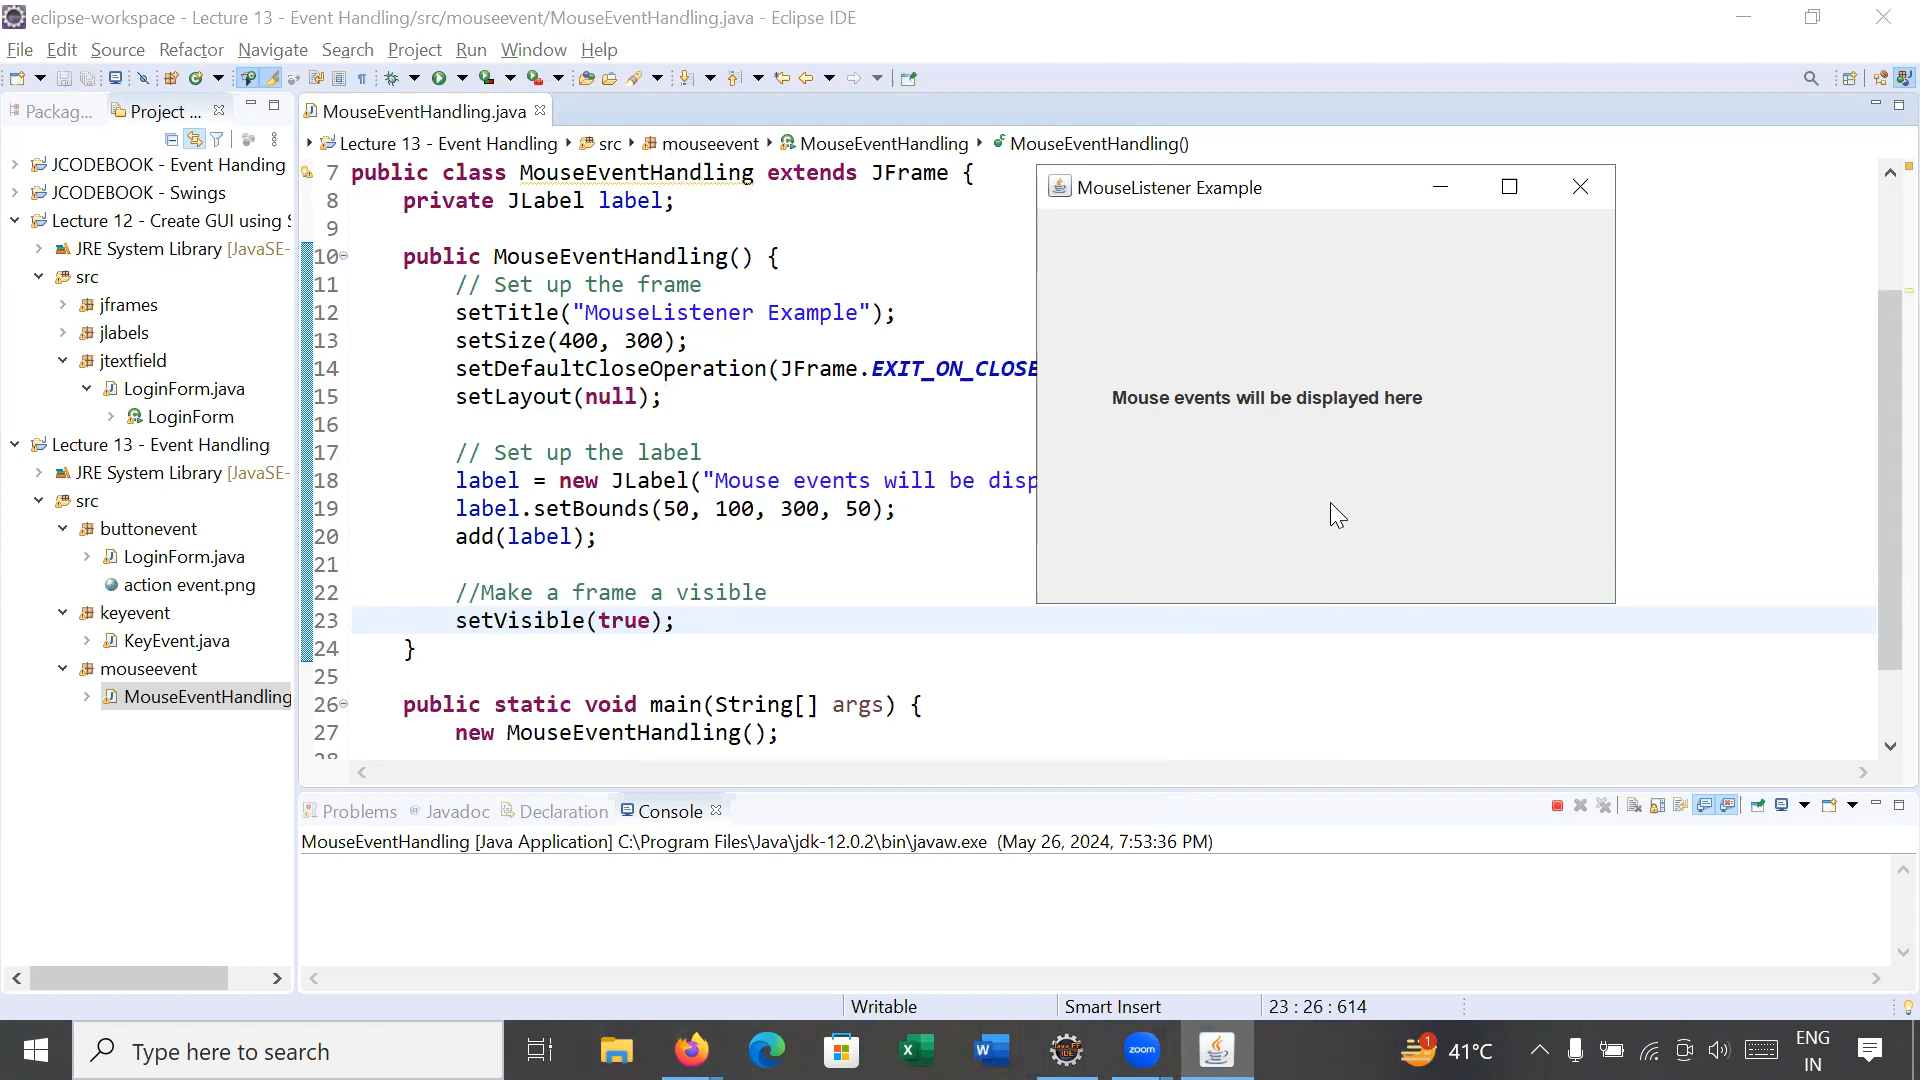 eclipse-workspace - Lecture 13 - Event Handling/src/mouseevent/MouseEventHandling.java - Eclipse IDE
File Edit Source Refactor Navigate Search Project Run Window Help
Packag... Project ...
JCODEBOOK - Event Handing
JCODEBOOK - Swings
Lecture 12 - Create GUI using
JRE System Library [JavaSE-
src
jframes
jlabels
jtextfield
LoginForm.java
LoginForm
Lecture 13 - Event Handling
JRE System Library [JavaSE-
src
buttonevent
LoginForm.java
action event.png
keyevent
KeyEvent.java
mouseevent
MouseEventHandling
MouseEventHandling.java
Lecture 13 - Event Handling src mouseevent MouseEventHandling MouseEventHandling()
7 public class MouseEventHandling extends JFrame {
8 private JLabel label;
9
10 public MouseEventHandling() {
11 // Set up the frame
12 setTitle("MouseListener Example");
13 setSize(400, 300);
14 setDefaultCloseOperation(JFrame.EXIT_ON_CLOSE
15 setLayout(null);
16
17 // Set up the label
18 label = new JLabel("Mouse events will be disp
19 label.setBounds(50, 100, 300, 50);
20 add(label);
21
22 //Make a frame a visible
23 setVisible(true);
24 }
25
26 public static void main(String[] args) {
27 new MouseEventHandling();
MouseListener Example
Mouse events will be displayed here
Problems @ Javadoc Declaration Console
MouseEventHandling [Java Application] C:\Program Files\Java\jdk-12.0.2\bin\javaw.exe (May 26, 2024, 7:53:36 PM)
Writable Smart Insert 23 : 26 : 614
Type here to search
zoom
1
41°C
ENG
IN